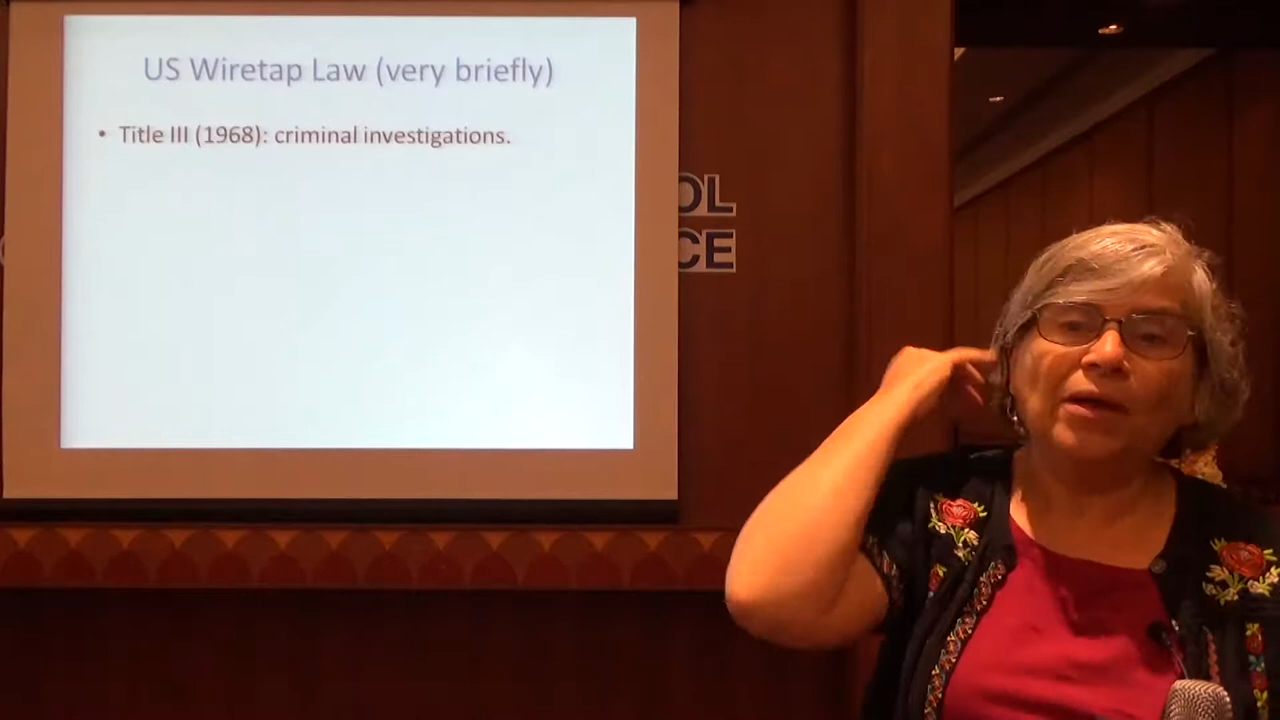 US Wiretap Law (very briefly)
• Title III (1968): criminal investigations.
OL
CE